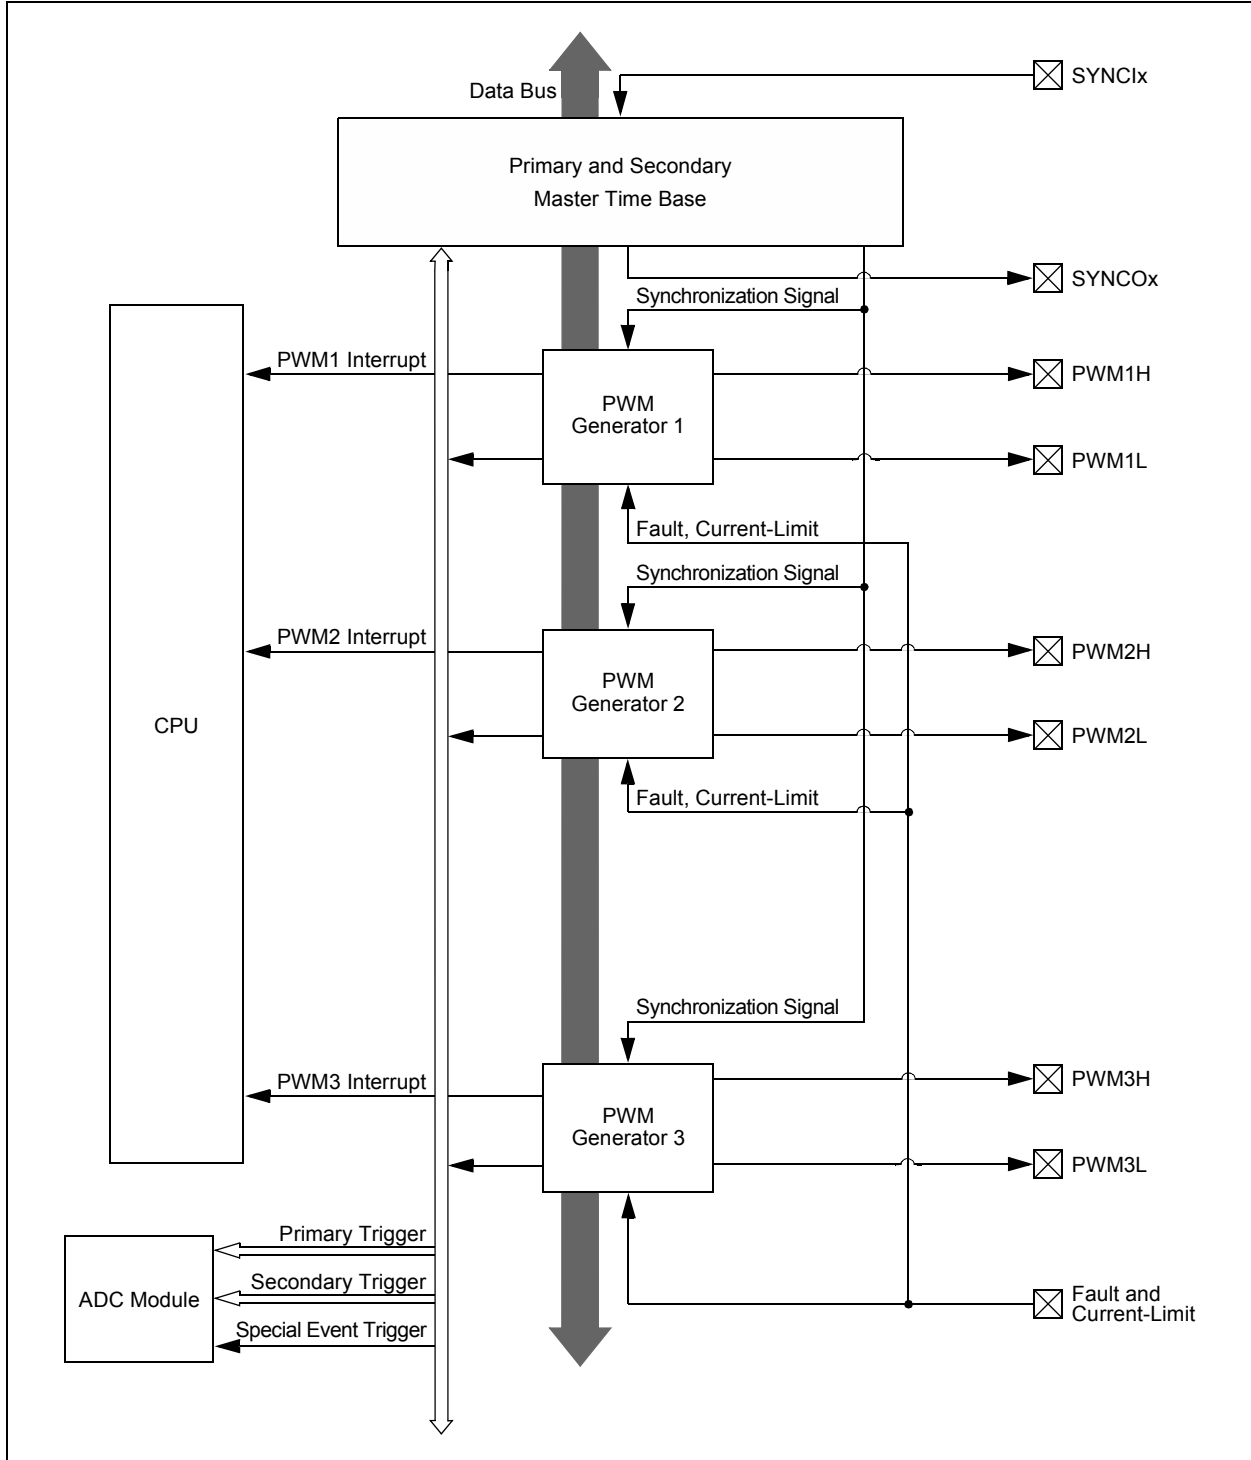 Data Bus
SYNCIx
Primary and Secondary
Master Time Base
SYNCOx
Synchronization Signal
PWM1 Interrupt
PWM
Generator 1
PWM1H
PWM1L
Fault, Current-Limit
Synchronization Signal
PWM2 Interrupt
PWM
Generator 2
PWM2H
CPU
PWM2L
Fault, Current-Limit
Synchronization Signal
PWM3 Interrupt
PWM
Generator 3
PWM3H
PWM3L
Primary Trigger
Secondary Trigger
ADC Module
Special Event Trigger
Fault and
Current-Limit